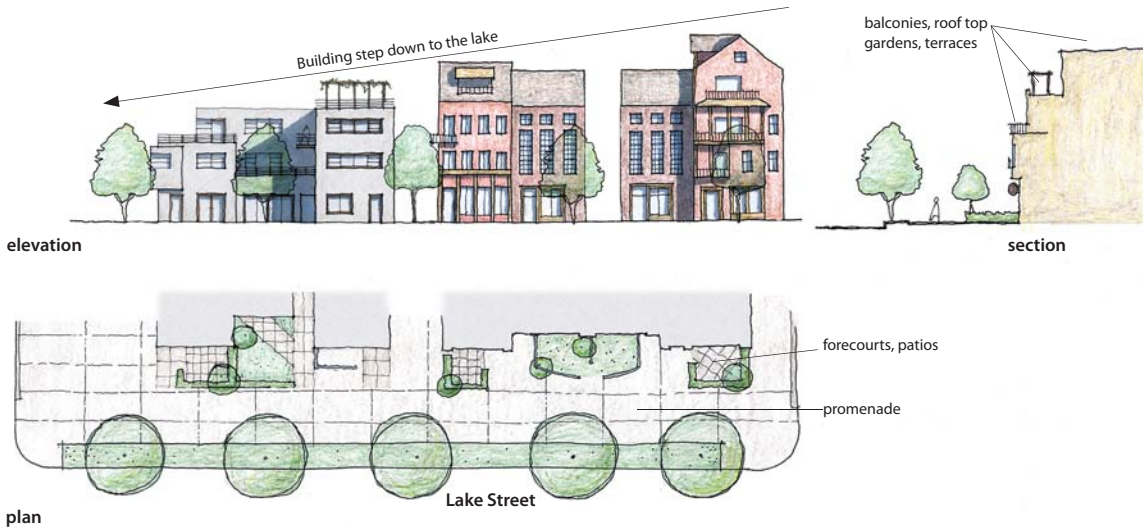 Building step down to the lake
balconies, roof top
gardens, terraces
elevation
section
forecourts, patios
promenade
Lake Street
plan